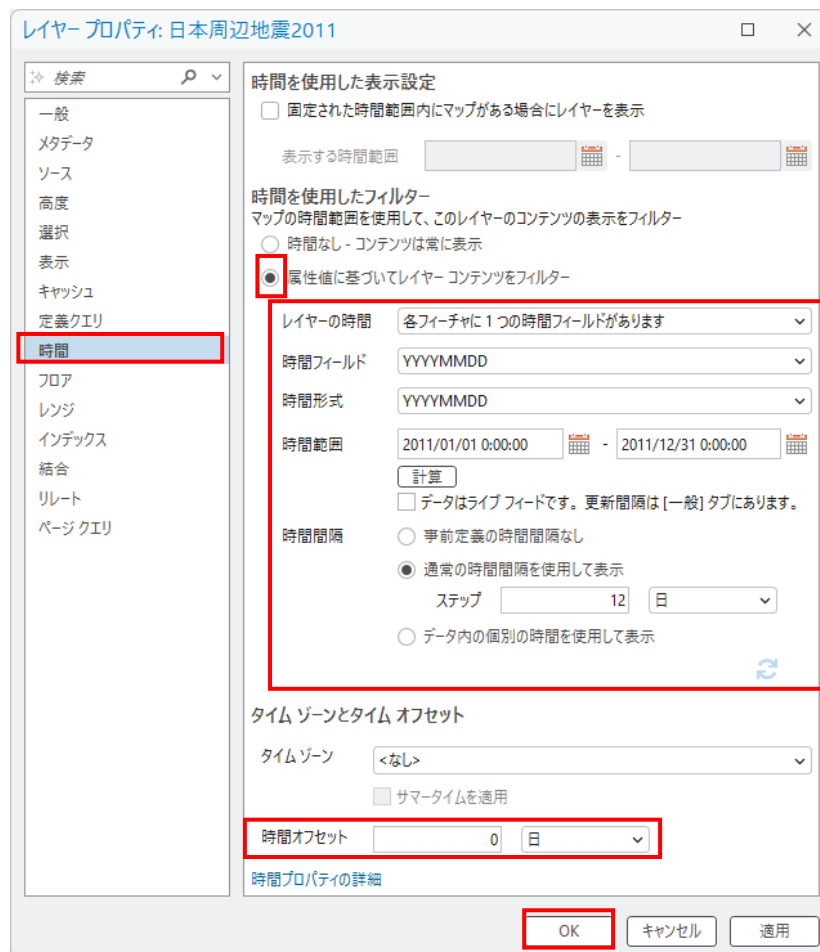 レイヤー プロパティ: 日本周辺地震2011
検索
一般
メタデータ
ソース
高度
選択
表示
キャッシュ
定義クエリ
時間
フロア
レンジ
インデックス
結合
リレート
ページ クエリ
時間を使用した表示設定
固定された時間範囲内にマップがある場合にレイヤーを表示
表示する時間範囲 -
時間を使用したフィルター
マップの時間範囲を使用して、このレイヤーのコンテンツの表示をフィルター
時間なし - コンテンツは常に表示
属性値に基づいてレイヤー コンテンツをフィルター
レイヤーの時間 各フィーチャに 1 つの時間フィールドがあります
時間フィールド YYYYMMDD
時間形式 YYYYMMDD
時間範囲 2011/01/01 0:00:00 - 2011/12/31 0:00:00
計算
データはライブ フィードです。更新間隔は [一般] タブにあります。
時間間隔 事前定義の時間間隔なし
通常の時間間隔を使用して表示
ステップ 12 日
データ内の個別の時間を使用して表示
タイム ゾーンとタイム オフセット
タイム ゾーン <なし>
サマータイムを適用
時間オフセット 0 日
時間プロパティの詳細
OK キャンセル 適用